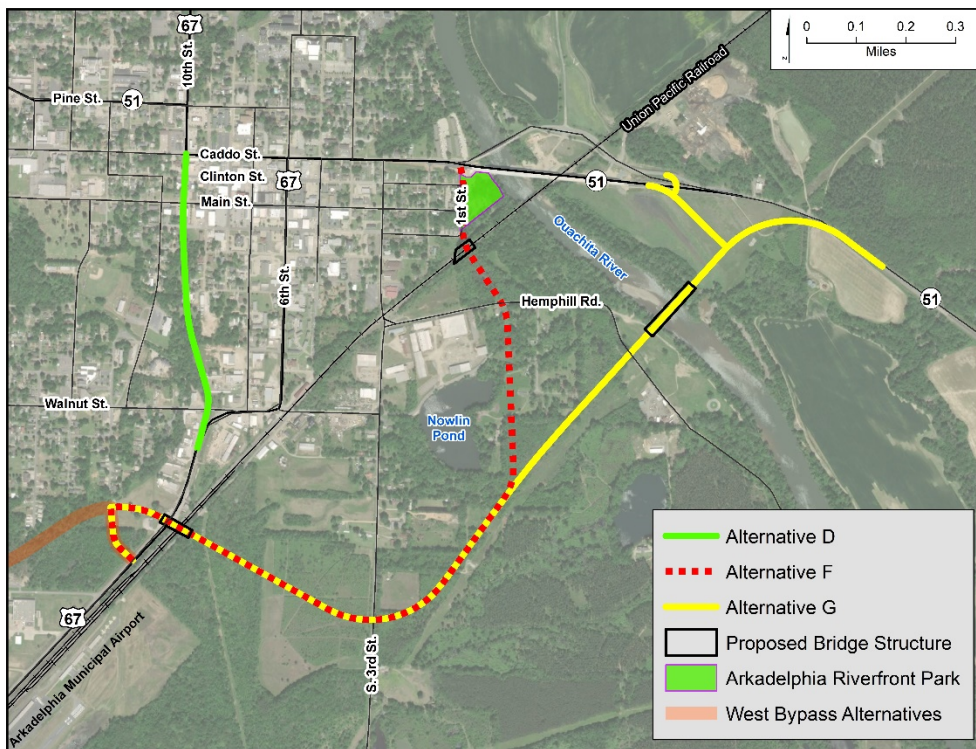 67
10th St.
Pine St.
51
Caddo St.
Clinton St.
67
Main St.
6th St.
1st St.
Union Pacific Railroad
51
Ouachita River
Hemphill Rd.
51
Walnut St.
Nowlin
Pond
67
Arkadelphia Municipal Airport
S. 3rd St.
N
0 0.1 0.2 0.3
Miles
Alternative D
Alternative F
Alternative G
Proposed Bridge Structure
Arkadelphia Riverfront Park
West Bypass Alternatives